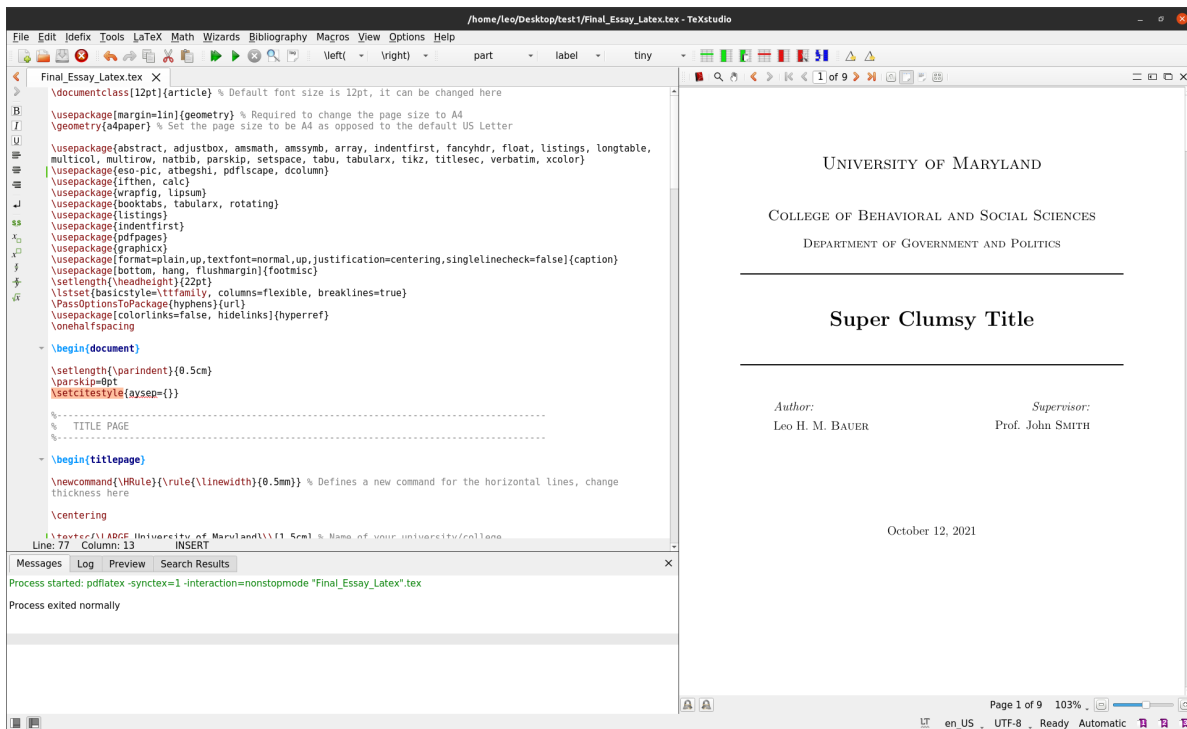 /home/leo/Desktop/test1/Final_Essay_Latex.tex - TeXstudio
File Edit Idefix Tools LaTeX Math Wizards Bibliography Macros View Options Help
\left( \right) part label tiny
Final_Essay_Latex.tex
1 of 9
\documentclass[12pt]{article} % Default font size is 12pt, it can be changed here
\usepackage[margin=1in]{geometry} % Required to change the page size to A4
\geometry{a4paper} % Set the page size to be A4 as opposed to the default US Letter
\usepackage{abstract, adjustbox, amsmath, amssymb, array, indentfirst, fancyhdr, float, listings, longtable,
multicol, multirow, natbib, parskip, setspace, tabu, tabularx, tikz, titlesec, verbatim, xcolor}
\usepackage{eso-pic, atbegshi, pdflscape, dcolumn}
\usepackage{ifthen, calc}
\usepackage{wrapfig, lipsum}
\usepackage{booktabs, tabularx, rotating}
\usepackage{listings}
\usepackage{indentfirst}
\usepackage{pdfpages}
\usepackage{graphicx}
\usepackage[format=plain,up,textfont=normal,up,justification=centering,singlelinecheck=false]{caption}
\usepackage[bottom, hang, flushmargin]{footmisc}
\setlength{\headheight}{22pt}
\lstset{basicstyle=\ttfamily, columns=flexible, breaklines=true}
\PassOptionsToPackage{hyphens}{url}
\usepackage[colorlinks=false, hidelinks]{hyperref}
\onehalfspacing
\begin{document}
\setlength{\parindent}{0.5cm}
\parskip=0pt
\setcitestyle{aysep={}}
%--------------------------------------------------------------------------------
% TITLE PAGE
%--------------------------------------------------------------------------------
\begin{titlepage}
\newcommand{\HRule}{\rule{\linewidth}{0.5mm}} % Defines a new command for the horizontal lines, change
thickness here
\centering
\textsc{\LARGE University of Maryland}\\[1.5cm] % Name of your university/college
Line: 77 Column: 13 INSERT
Messages Log Preview Search Results
Process started: pdflatex -synctex=1 -interaction=nonstopmode "Final_Essay_Latex".tex
Process exited normally
University of Maryland
College of Behavioral and Social Sciences
Department of Government and Politics
Super Clumsy Title
Author: Supervisor:
Leo H. M. Bauer Prof. John Smith
October 12, 2021
Page 1 of 9 103%
LT en_US UTF-8 Ready Automatic